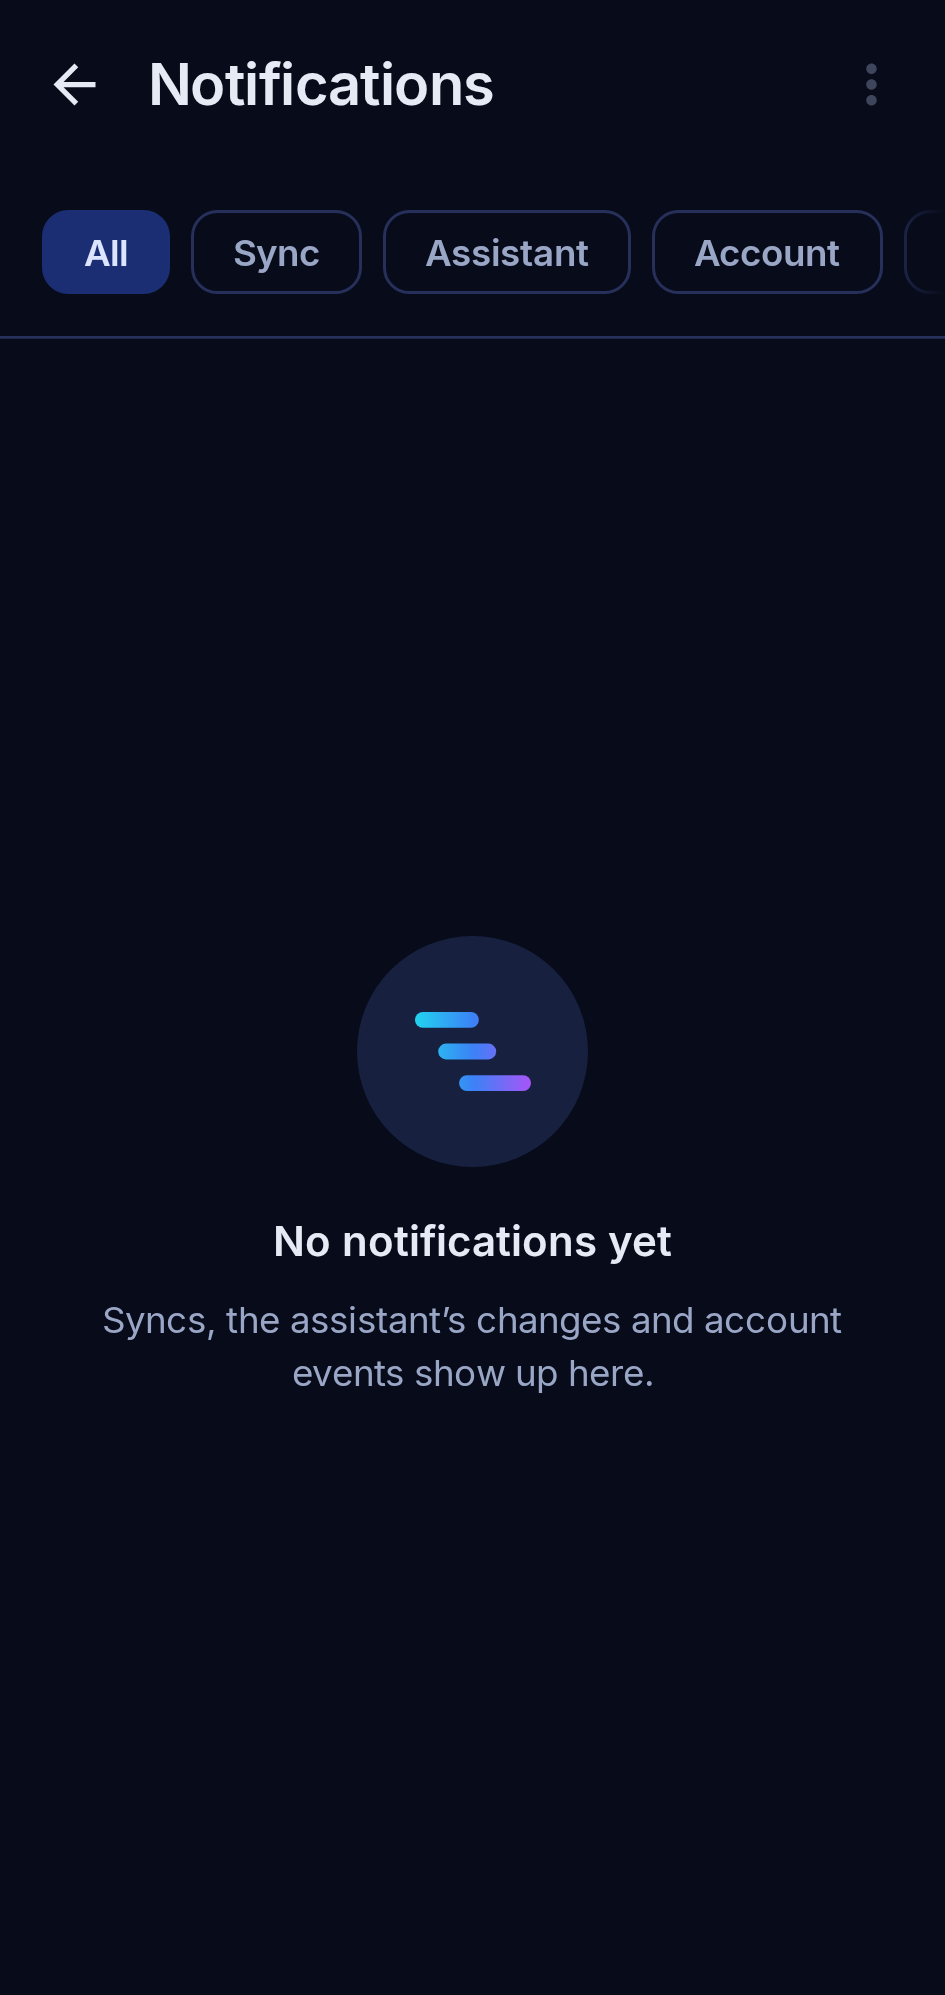 Notifications
All
Sync
Assistant
Account
No notifications yet
Syncs, the assistant’s changes and account
events show up here.